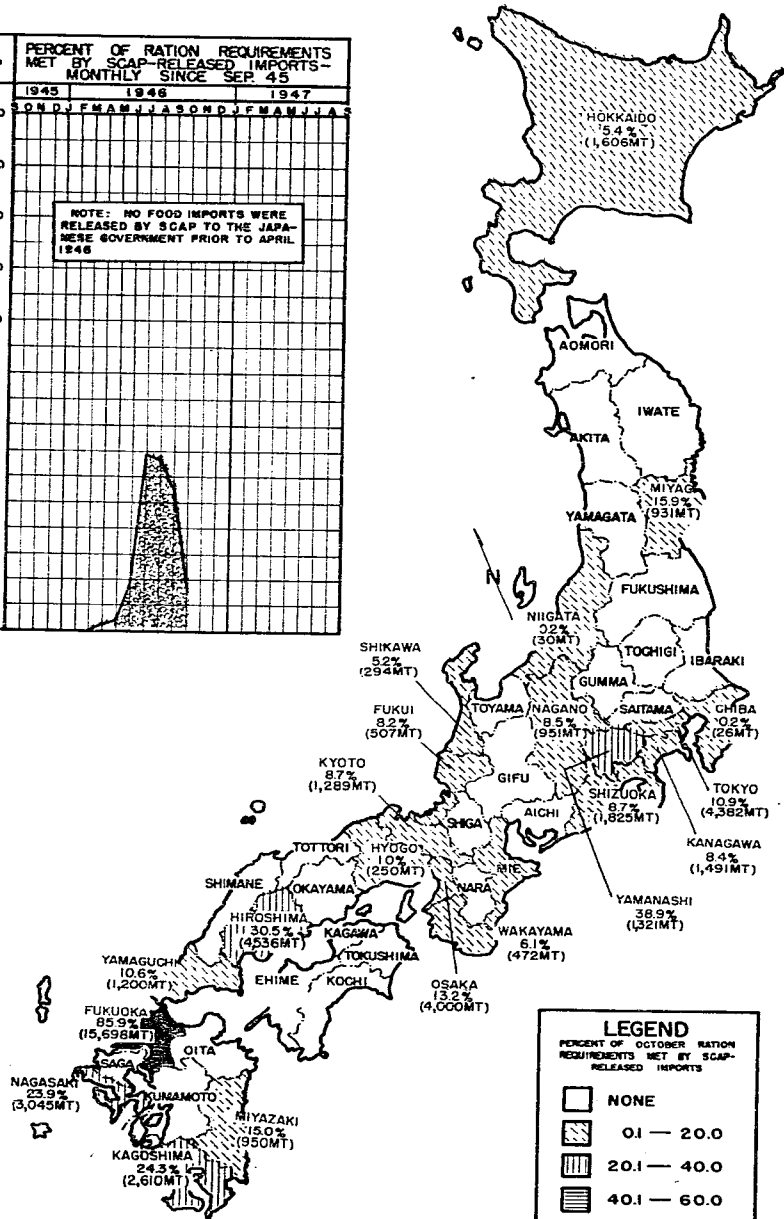 PERCENT OF RATION REQUIREMENTS
MET BY SCAP-RELEASED IMPORTS-
MONTHLY SINCE SEP. 45
1945 1946 1947
S O N D J F M A M J J A S O N D J F M A M J J A S
NOTE: NO FOOD IMPORTS WERE
RELEASED BY SCAP TO THE JAPA-
NESE GOVERNMENT PRIOR TO APRIL
1946
HOKKAIDO
5.4%
(1,606MT)
AOMORI
IWATE
AKITA
MIYAG
15.9%
(931MT)
YAMAGATA
N
FUKUSHIMA
NIIGATA
0.2%
(30MT)
TOCHIGI
IBARAKI
GUMMA
SAITAMA
SHIKAWA
5.2%
(294MT)
TOYAMA
NAGANO
8.5%
(951MT)
CHIBA
0.2%
(26MT)
FUKUI
8.2%
(507MT)
GIFU
KYOTO
8.7%
(1,289MT)
TOKYO
10.9%
(4,382MT)
SHIZUOKA
8.7%
(1,825MT)
AICHI
SHIGA
KANAGAWA
8.4%
(1,491MT)
TOTTORI
HYOGO
1.0%
(250MT)
MIE
SHIMANE
OKAYAMA
NARA
YAMANASHI
38.9%
(1,321MT)
HIROSHIMA
30.5%
(4,536MT)
WAKAYAMA
6.1%
(472MT)
KAGAWA
TOKUSHIMA
YAMAGUCHI
10.6%
(1,200MT)
EHIME
KOCHI
OSAKA
13.2%
(4,000MT)
FUKUOKA
85.9%
(15,698MT)
OITA
SAGA
NAGASAKI
23.9%
(3,045MT)
KUMAMOTO
MIYAZAKI
15.0%
(950MT)
KAGOSHIMA
24.3%
(2,610MT)
LEGEND
PERCENT OF OCTOBER RATION
REQUIREMENTS MET BY SCAP-
RELEASED IMPORTS
NONE
0.1 — 20.0
20.1 — 40.0
40.1 — 60.0